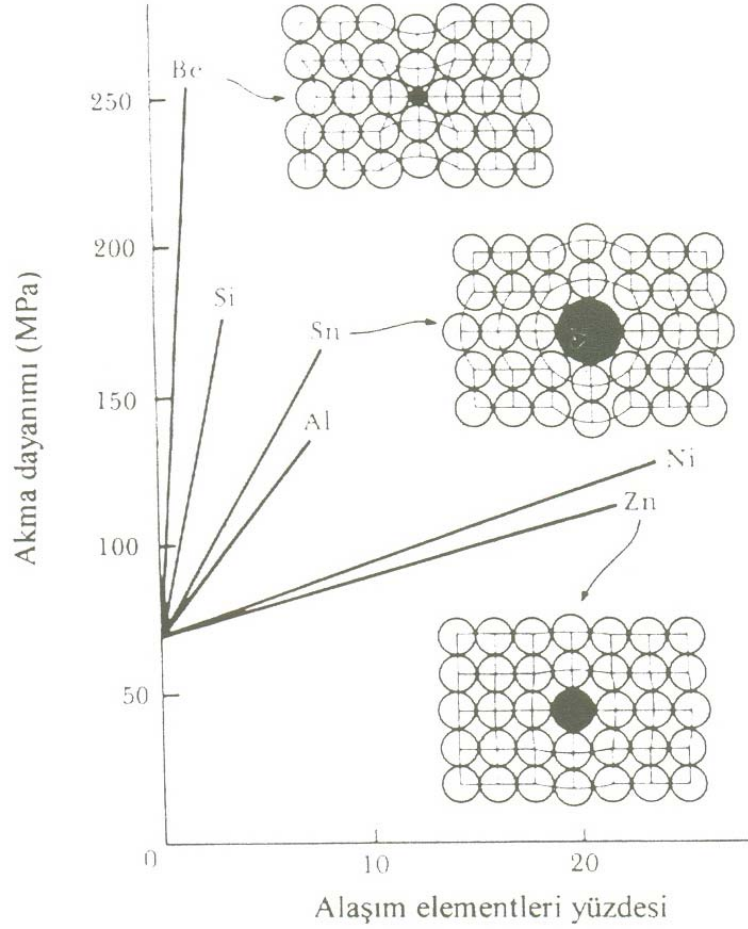 Be
250
200
Si
Sn
150
Al
Ni
Zn
100
50
0
10
20
Akma dayanımı (MPa)
Alaşım elementleri yüzdesi